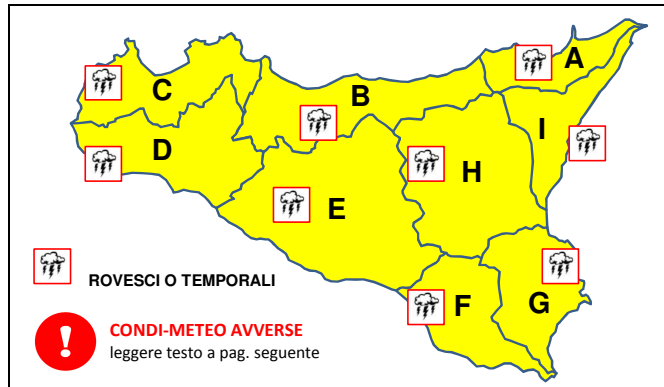 A
B
C
I
D
H
E
F
G
ROVESCI O TEMPORALI
! CONDI-METEO AVVERSE
leggere testo a pag. seguente